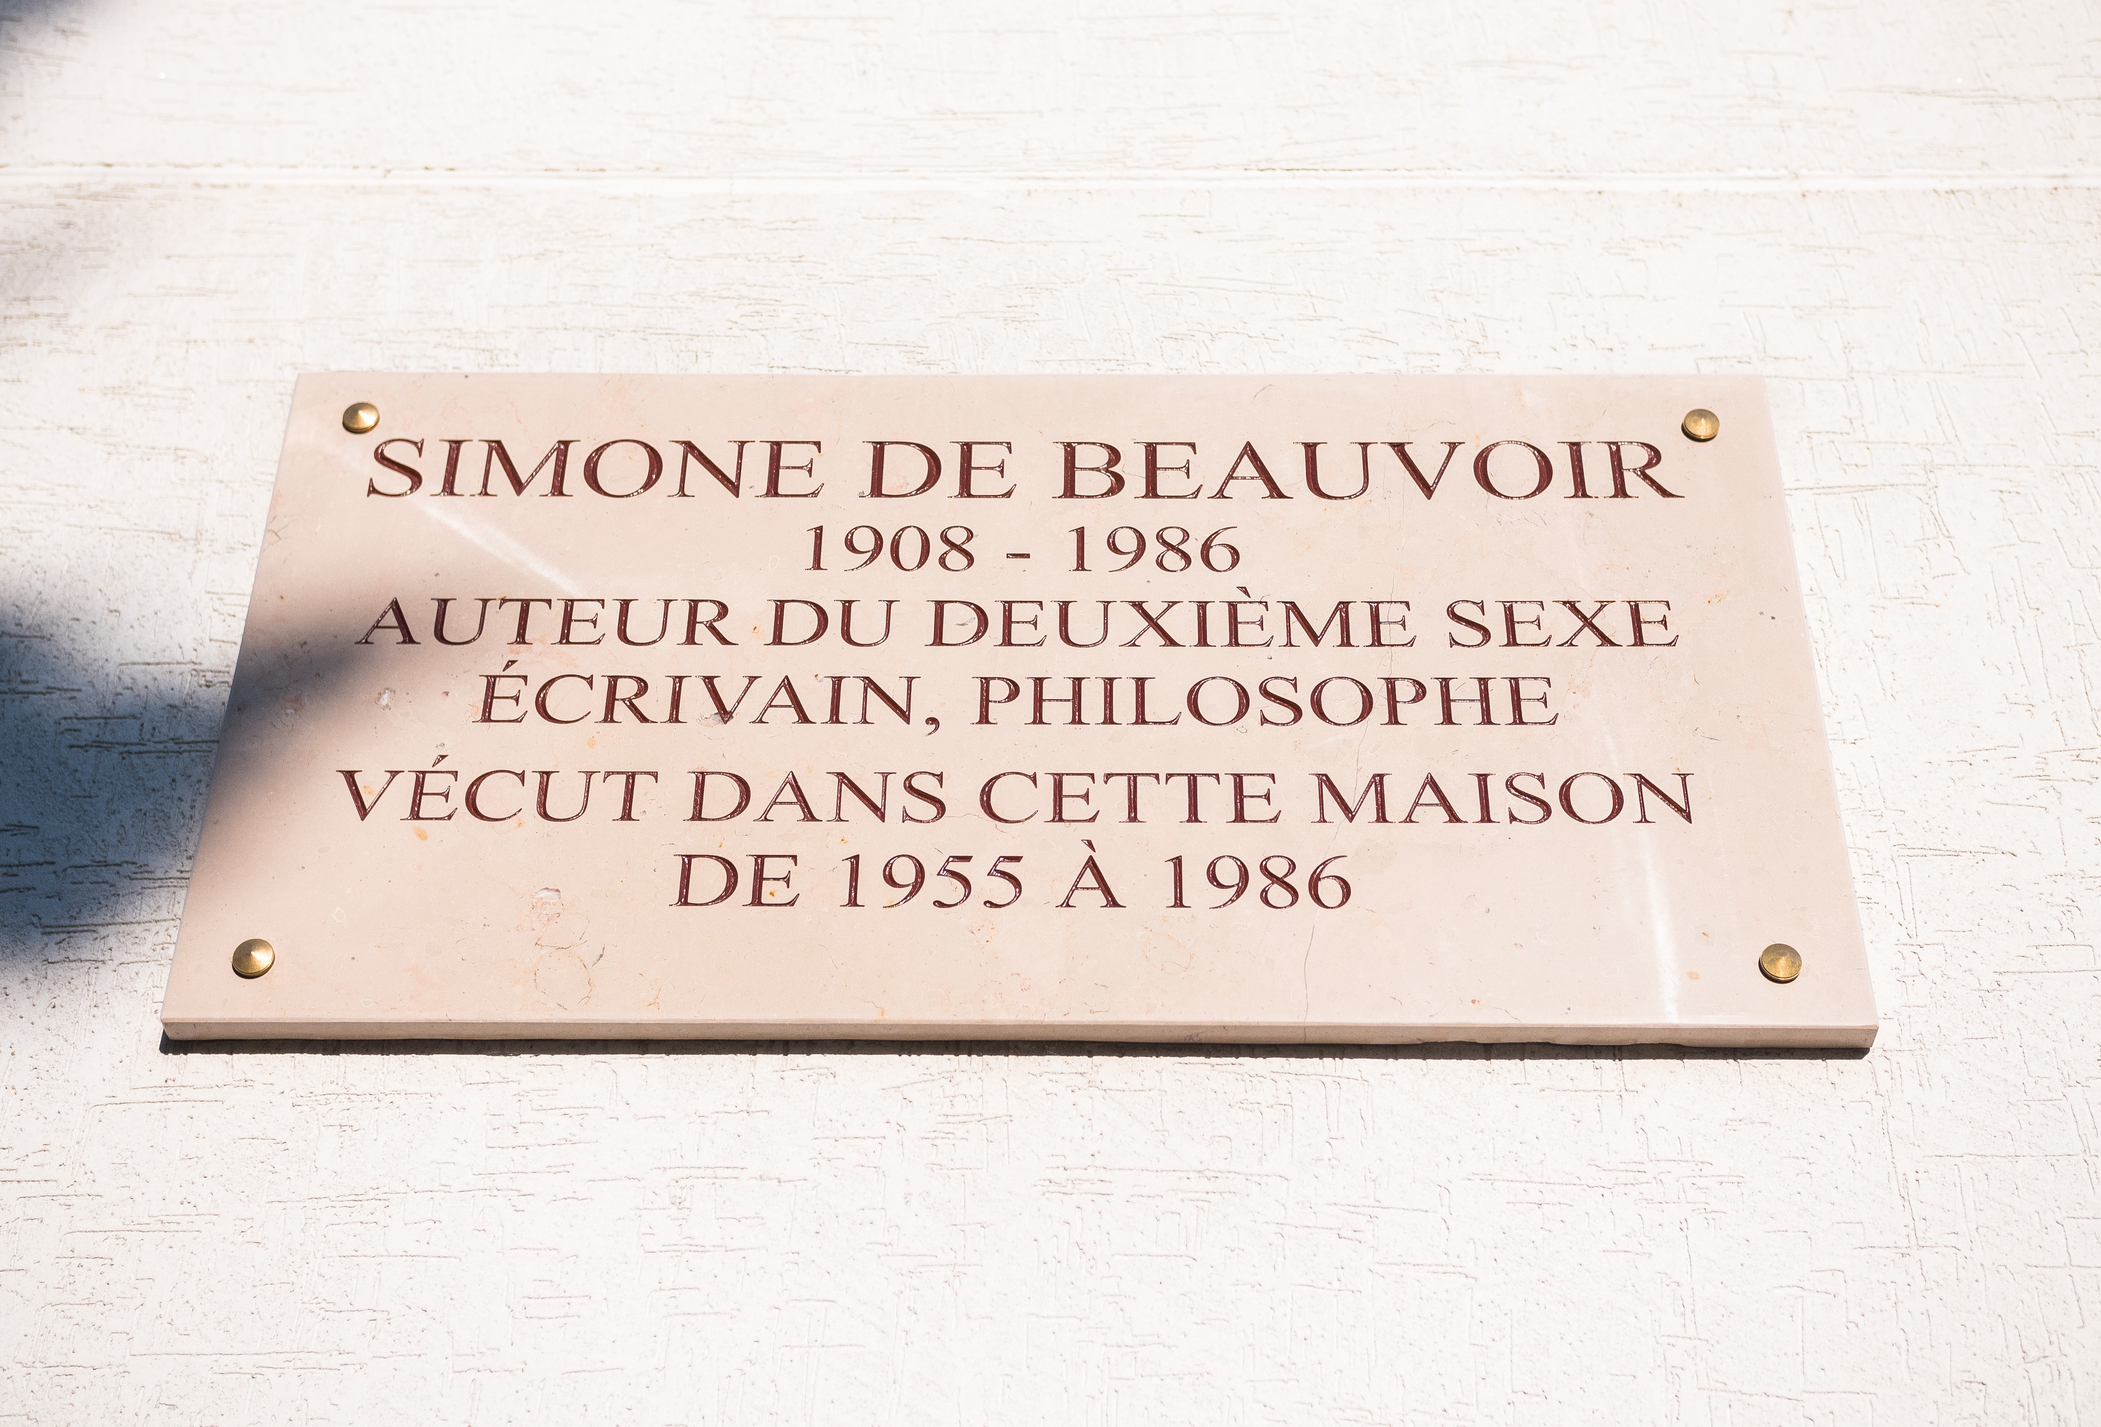 SIMONE DE BEAUVOIR
1908 - 1986
AUTEUR DU DEUXIÈME SEXE
ÉCRIVAIN, PHILOSOPHE
VÉCUT DANS CETTE MAISON
DE 1955 À 1986